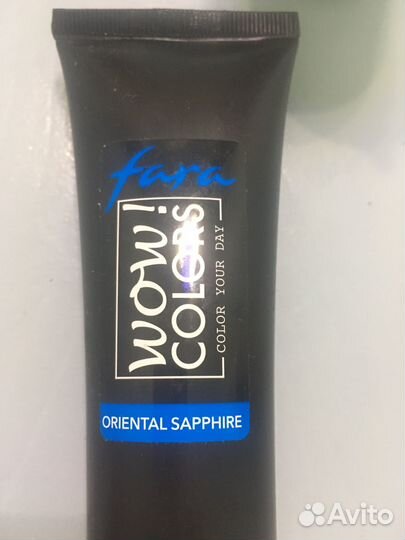 fara
wow!
COLORS
COLOR YOUR DAY
ORIENTAL SAPPHIRE
Avito